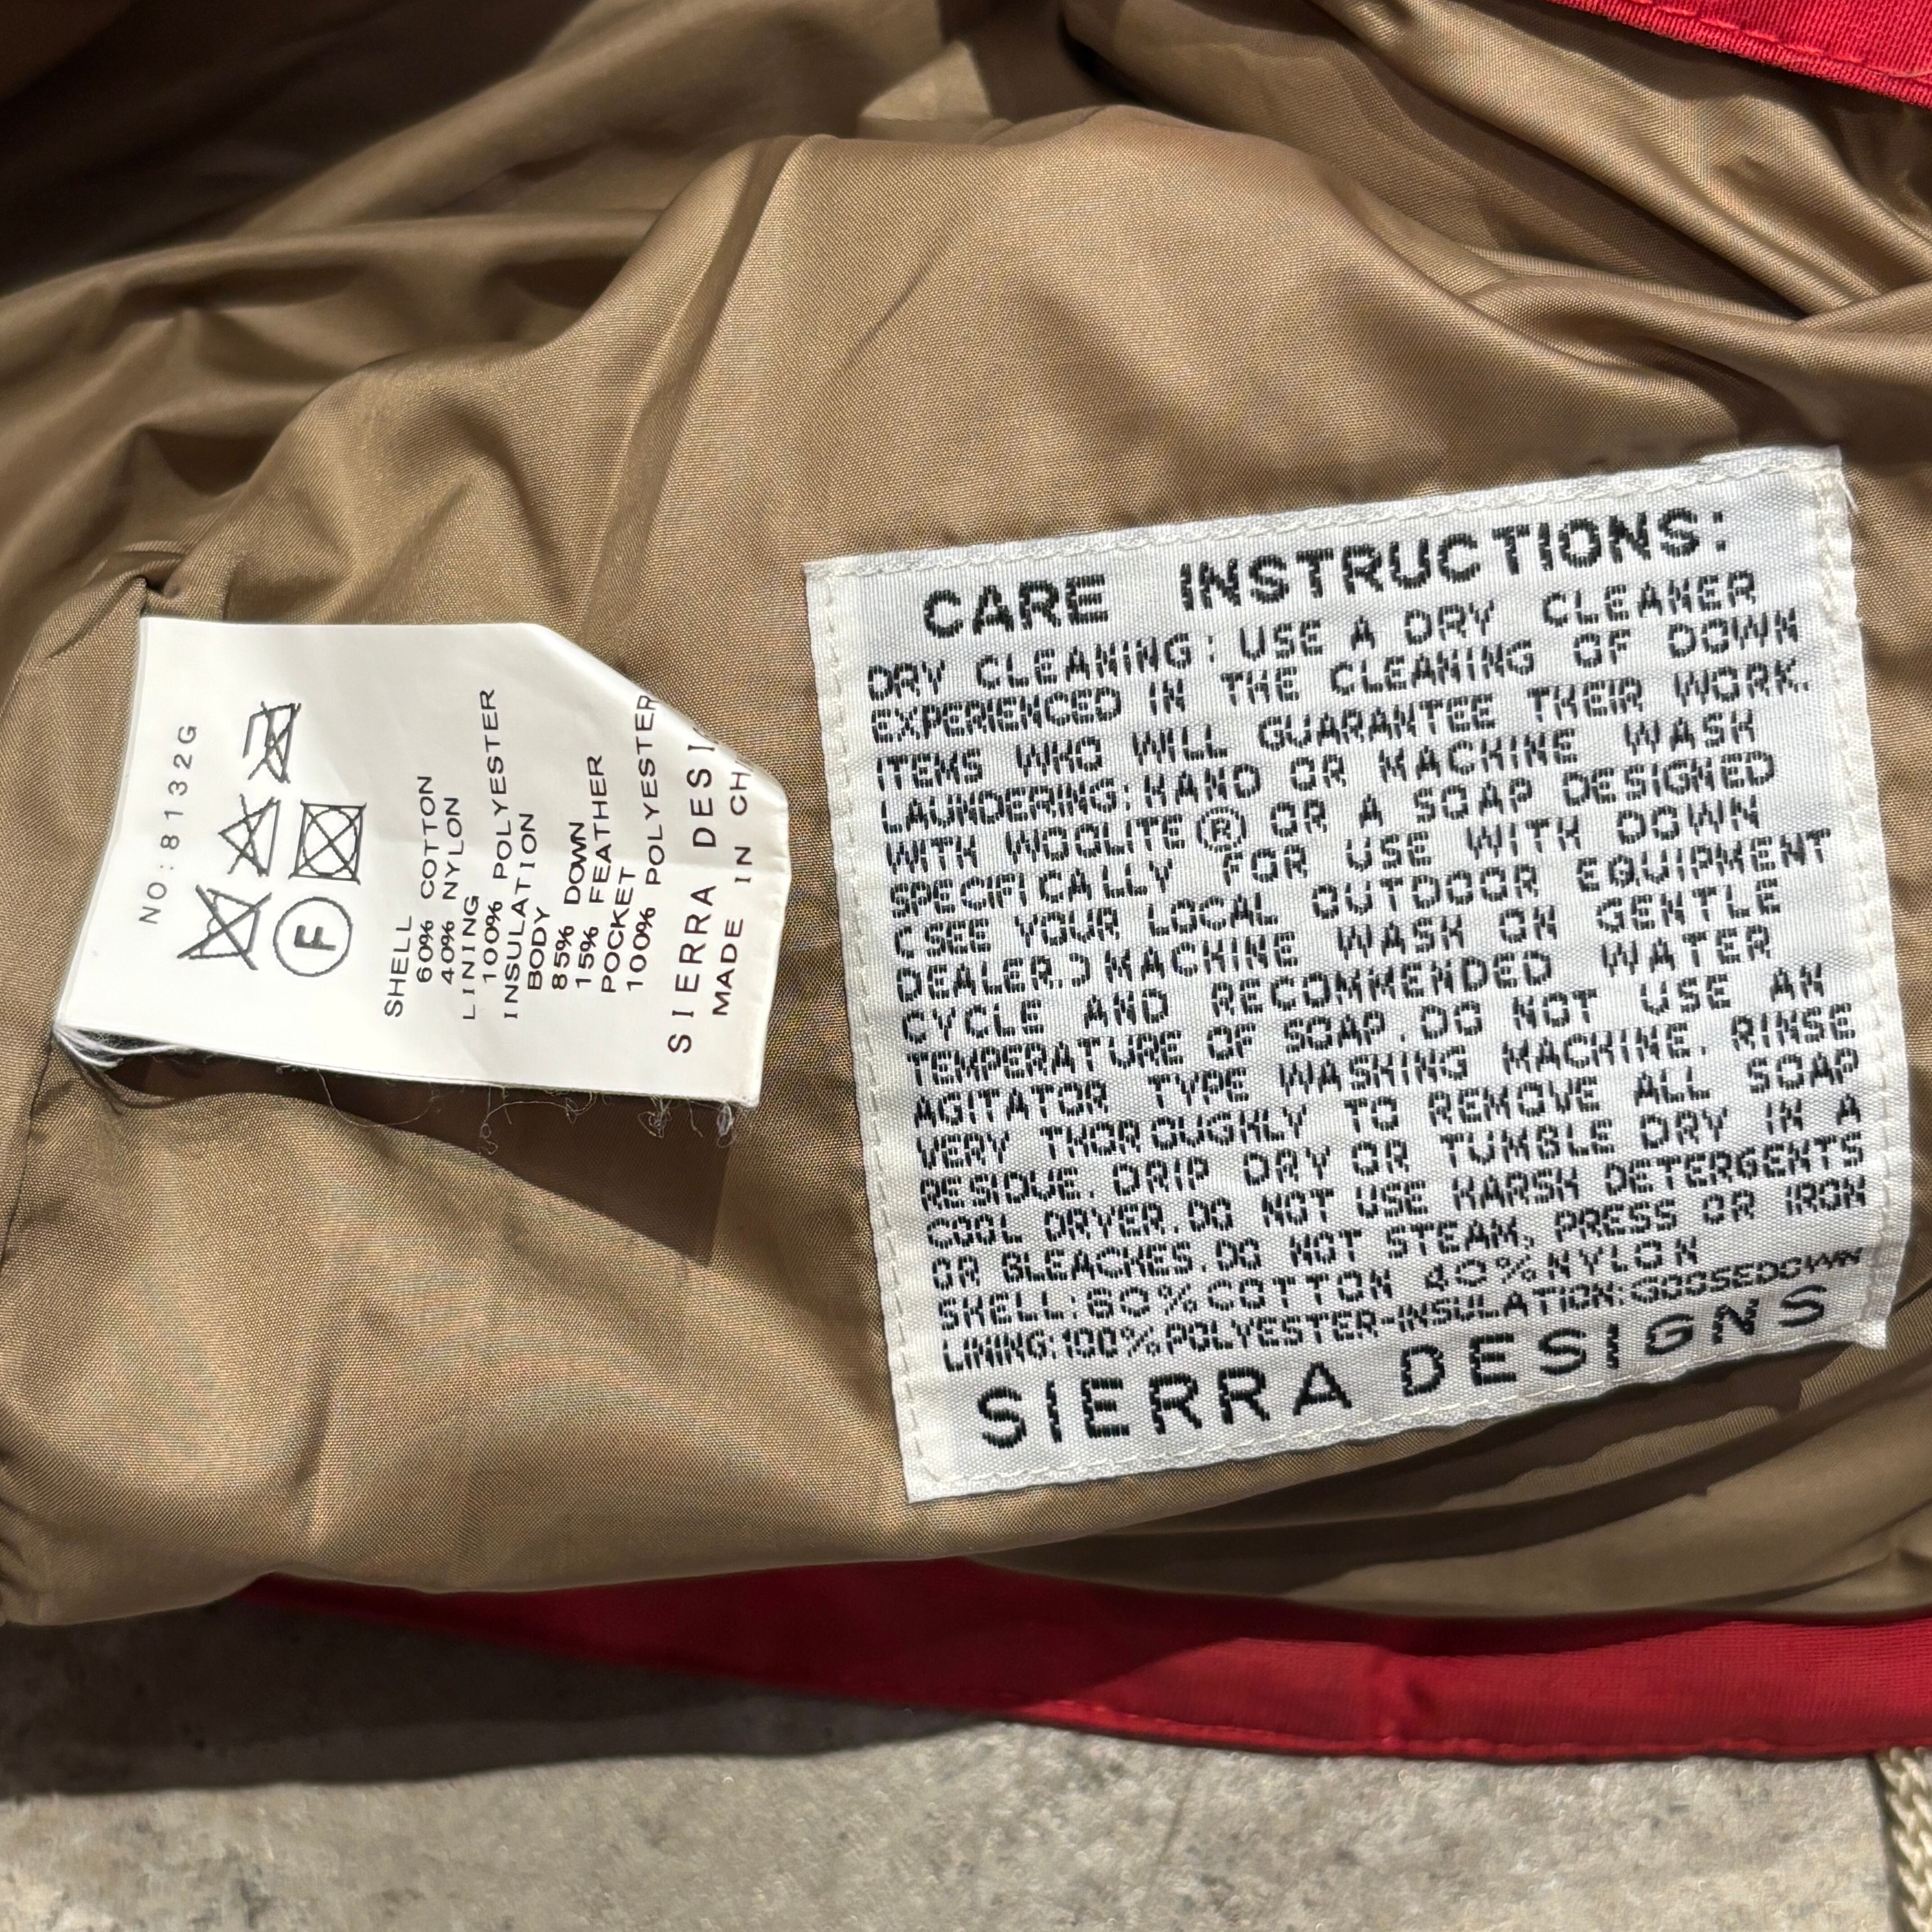 NO: 8132G
F
SHELL
60% COTTON
40% NYLON
LINING
100% POLYESTER
INSULATION
BODY
85% DOWN
15% FEATHER
POCKET
100% POLYESTER
SIERRA
MADE IN
CARE INSTRUCTIONS:
DRY CLEANING: USE A DRY CLEANER
EXPERIENCED IN THE CLEANING OF DOWN
ITEMS WHO WILL GUARANTEE THEIR WORK.
LAUNDERING: HAND OR MACHINE WASH
WITH WOOLITE® OR A SOAP DESIGNED
SPECIFICALLY FOR USE WITH DOWN
(SEE YOUR LOCAL OUTDOOR EQUIPMENT
DEALER.) MACHINE WASH ON GENTLE
CYCLE AND RECOMMENDED WATER
TEMPERATURE OF SOAP. DO NOT USE AN
AGITATOR TYPE WASHING MACHINE. RINSE
VERY THOROUGHLY TO REMOVE ALL SOAP
RESIDUE. DRIP DRY OR TUMBLE DRY IN A
COOL DRYER. DO NOT USE HARSH DETERGENTS
OR BLEACHES. DO NOT STEAM, PRESS OR IRON
SHELL: 60% COTTON 40% NYLON
LINING: 100% POLYESTER-INSULATION: GOOSEDOWN
SIERRA DESIGNS